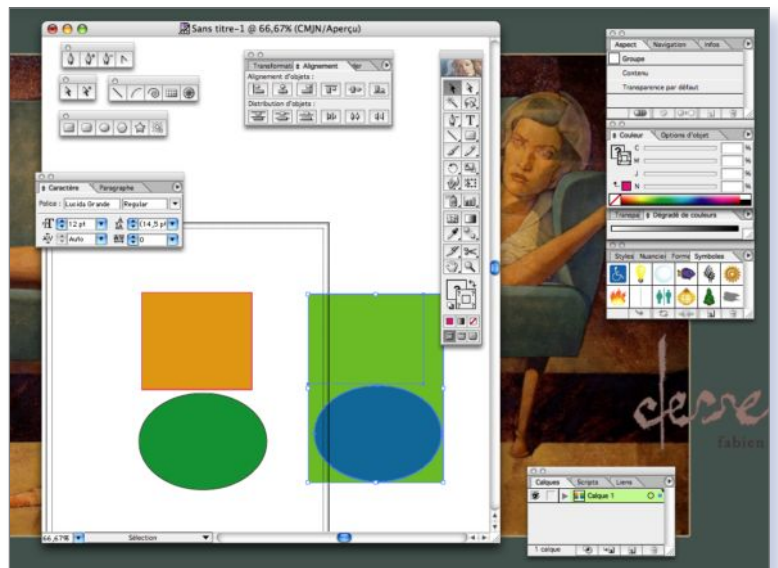 Sans titre-1 @ 66,67% (CMJN/Aperçu)
Transformati Alignement
Alignement d'objets :
Distribution d'objets :
Caractère Paragraphe
Police : Lucida Grande Regular
12 pt (14,5 pt
Auto 0
66,67% Sélection
Aspect Navigation Infos
Groupe
Contenu
Transparence par défaut
Couleur Options d'objet
C %
M %
J %
N %
Transpa Dégradé de couleurs
Styles Nuancier Forme Symboles
fabien
Calques Scripts Liens
Calque 1
1 calque